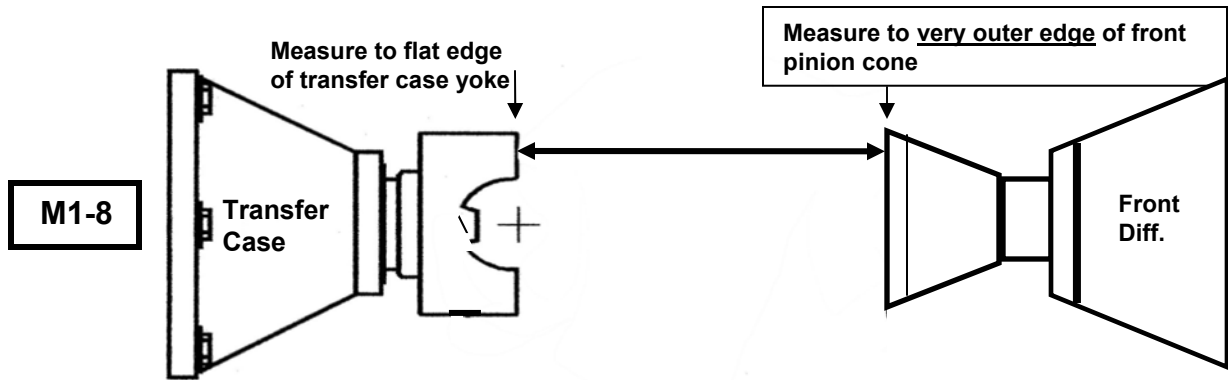 Measure to flat edge
of transfer case yoke
Measure to very outer edge of front
pinion cone
M1-8
Transfer
Case
Front
Diff.